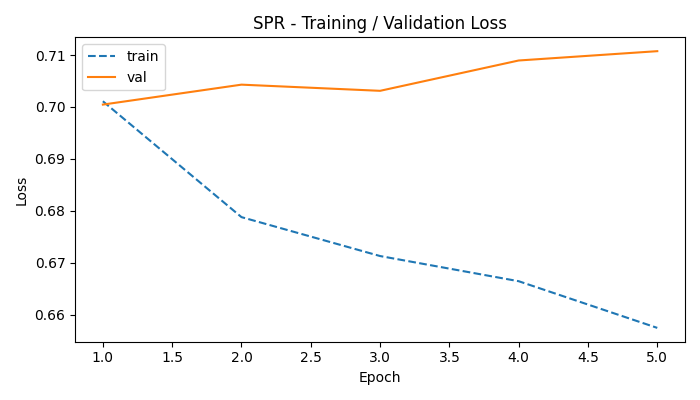 SPR - Training / Validation Loss
train
val
0.71
0.70
0.69
0.68
0.67
0.66
Loss
1.0 1.5 2.0 2.5 3.0 3.5 4.0 4.5 5.0
Epoch